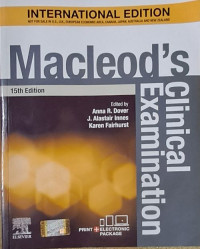 INTERNATIONAL EDITION
Macleod's
Clinical
Examination
15th Edition
Edited by
Anna R. Dover
J. Alastair Innes
Karen Fairhurst
PRINT + ELECTRONIC
PACKAGE
ELSEVIER